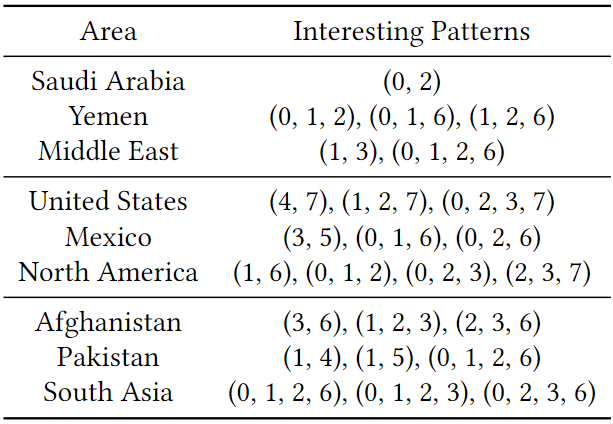 Area Interesting Patterns
Saudi Arabia (0, 2)
Yemen (0, 1, 2), (0, 1, 6), (1, 2, 6)
Middle East (1, 3), (0, 1, 2, 6)
United States (4, 7), (1, 2, 7), (0, 2, 3, 7)
Mexico (3, 5), (0, 1, 6), (0, 2, 6)
North America (1, 6), (0, 1, 2), (0, 2, 3), (2, 3, 7)
Afghanistan (3, 6), (1, 2, 3), (2, 3, 6)
Pakistan (1, 4), (1, 5), (0, 1, 2, 6)
South Asia (0, 1, 2, 6), (0, 1, 2, 3), (0, 2, 3, 6)